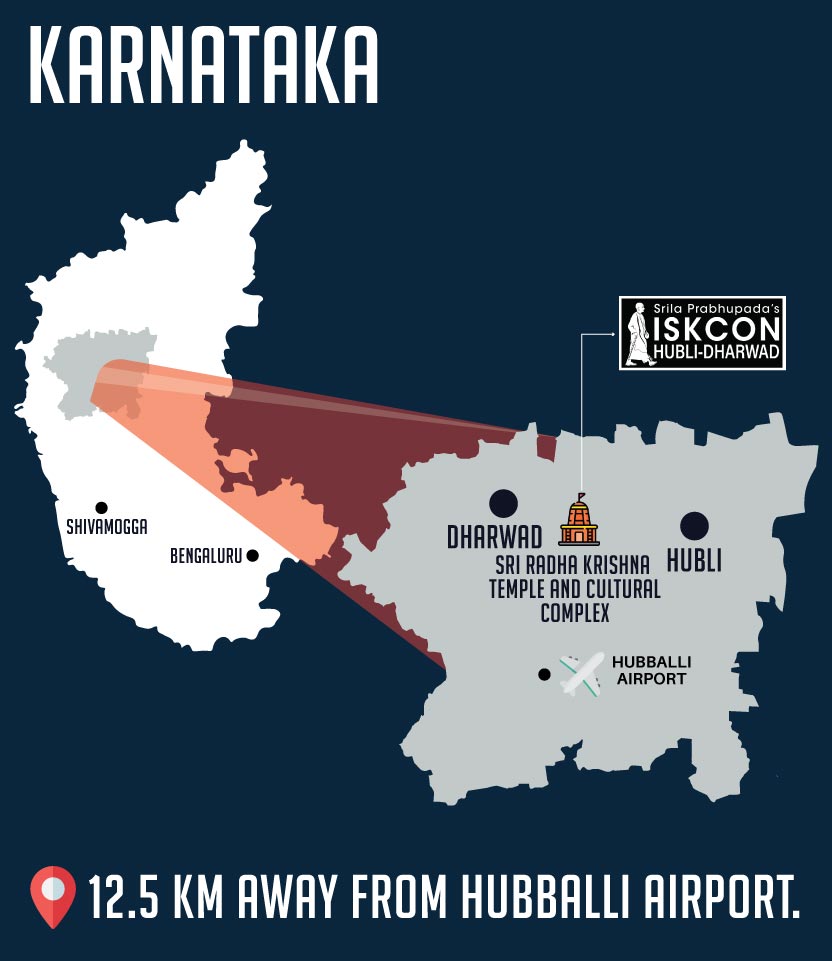 KARNATAKA
Srila Prabhupada's
ISKCON
HUBLI-DHARWAD
SHIVAMOGGA
BENGALURU
DHARWAD
HUBLI
SRI RADHA KRISHNA
TEMPLE AND CULTURAL
COMPLEX
HUBBALLI
AIRPORT
12.5 KM AWAY FROM HUBBALLI AIRPORT.